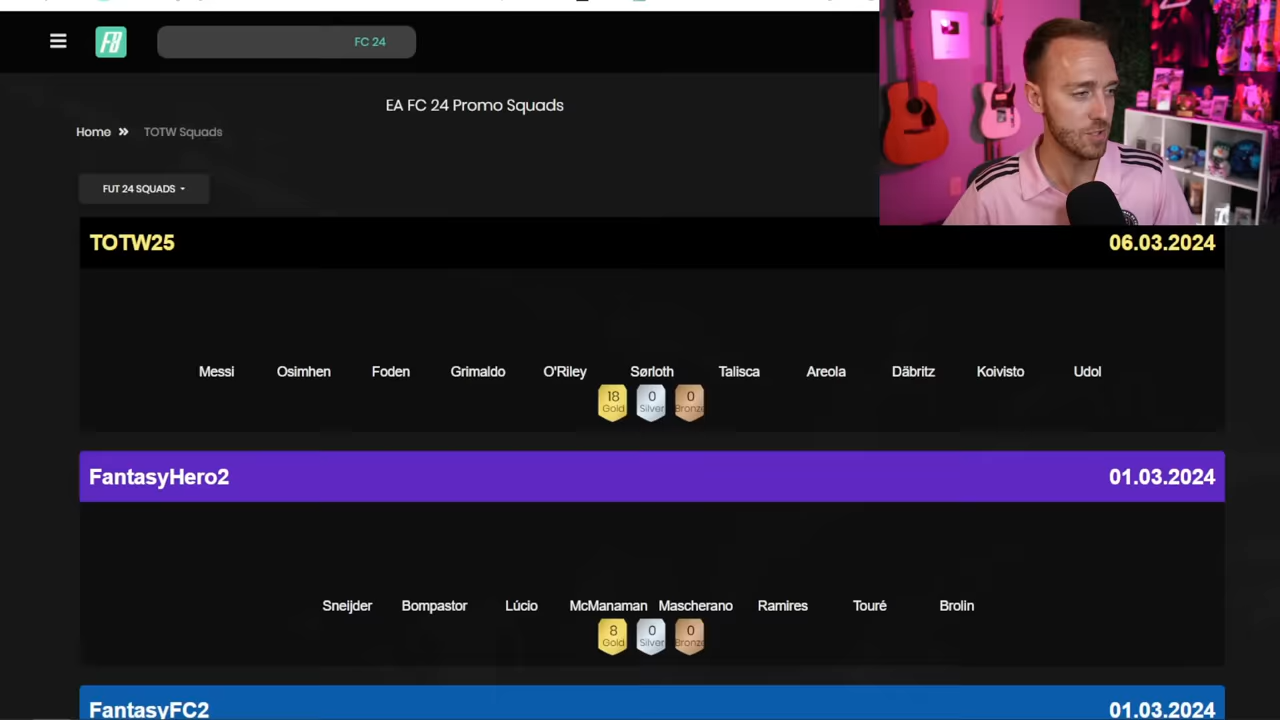 FB
FC 24
EA FC 24 Promo Squads
Home » TOTW Squads
FUT 24 SQUADS
TOTW25 06.03.2024
Messi Osimhen Foden Grimaldo O'Riley Sørloth Talisca Areola Däbritz Koivisto Udol
18 0 0
Gold Silver Bronze
FantasyHero2 01.03.2024
Sneijder Bompastor Lúcio McManaman Mascherano Ramires Touré Brolin
8 0 0
Gold Silver Bronze
FantasyFC2 01.03.2024